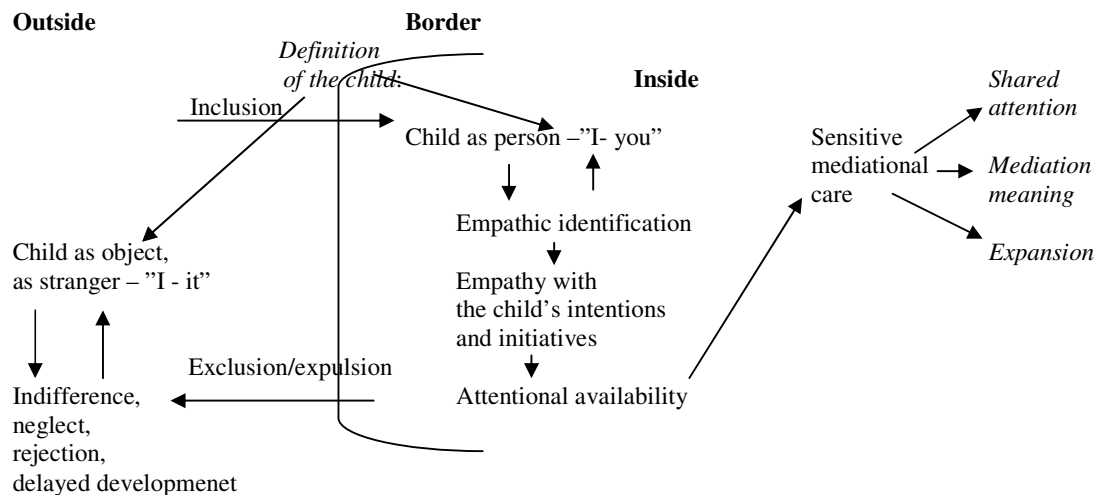 Outside
Border
Definition
of the child:
Inside
Shared
attention
Inclusion
Child as person –”I- you”
Sensitive
mediational
care
Mediation
meaning
Empathic identification
Expansion
Child as object,
as stranger – ”I - it”
Empathy with
the child’s intentions
and initiatives
Exclusion/expulsion
Indifference,
neglect,
rejection,
delayed developmenet
Attentional availability